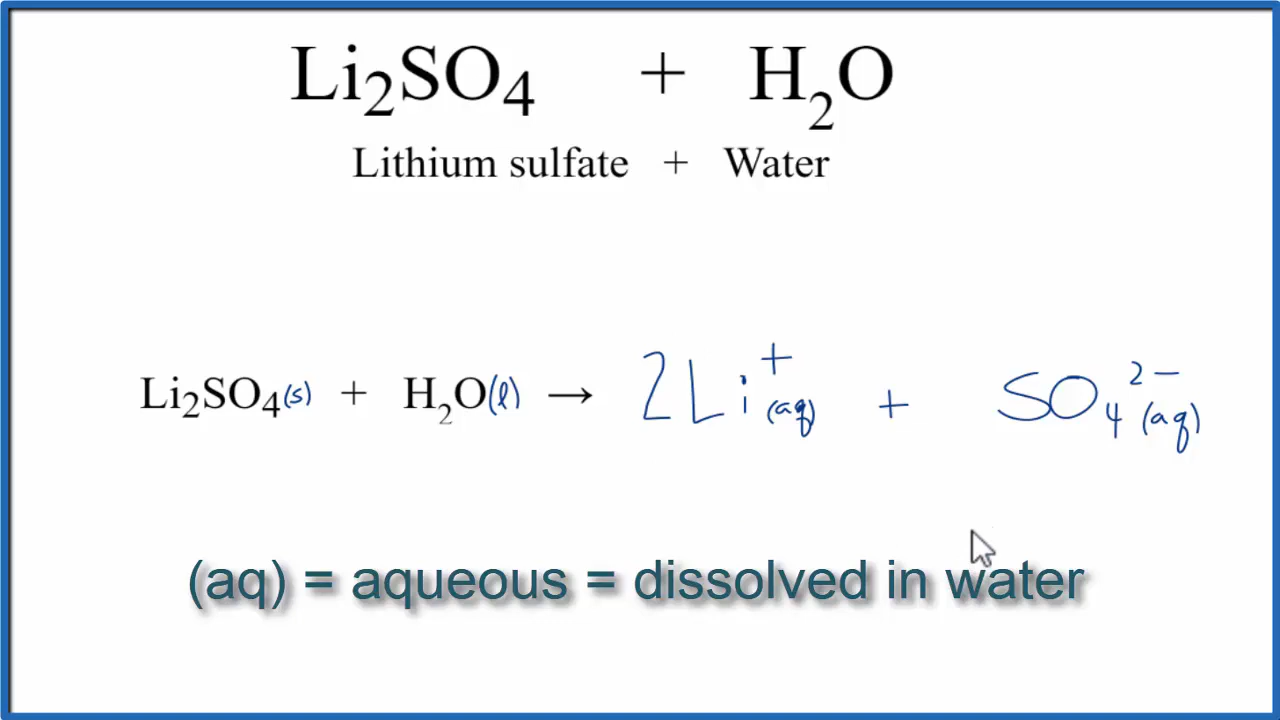 Li₂SO₄ + H₂O
Lithium sulfate + Water
Li₂SO₄(s) + H₂O(l) → 2Li⁺(aq) + SO₄²⁻(aq)
(aq) = aqueous = dissolved in water